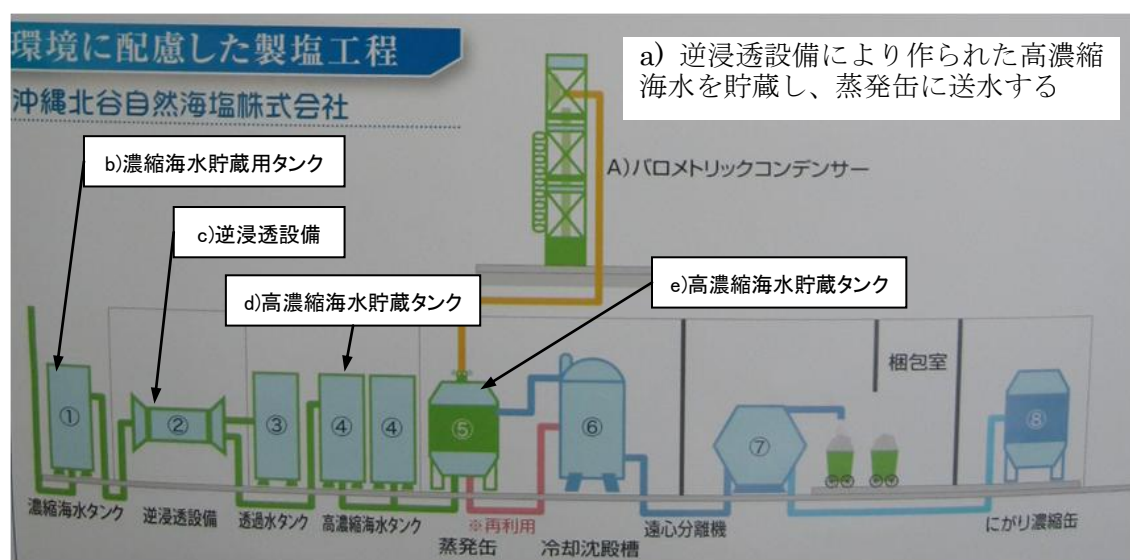 環境に配慮した製塩工程
沖縄北谷自然海塩株式会社
a) 逆浸透設備により作られた高濃縮
海水を貯蔵し、蒸発缶に送水する
b)濃縮海水貯蔵用タンク
A)バロメトリックコンデンサー
c)逆浸透設備
d)高濃縮海水貯蔵タンク
e)高濃縮海水貯蔵タンク
梱包室
①
②
③
④
④
⑤
⑥
⑦
⑧
濃縮海水タンク
逆浸透設備
透過水タンク
高濃縮海水タンク
※再利用
蒸発缶
冷却沈殿槽
遠心分離機
にがり濃縮缶